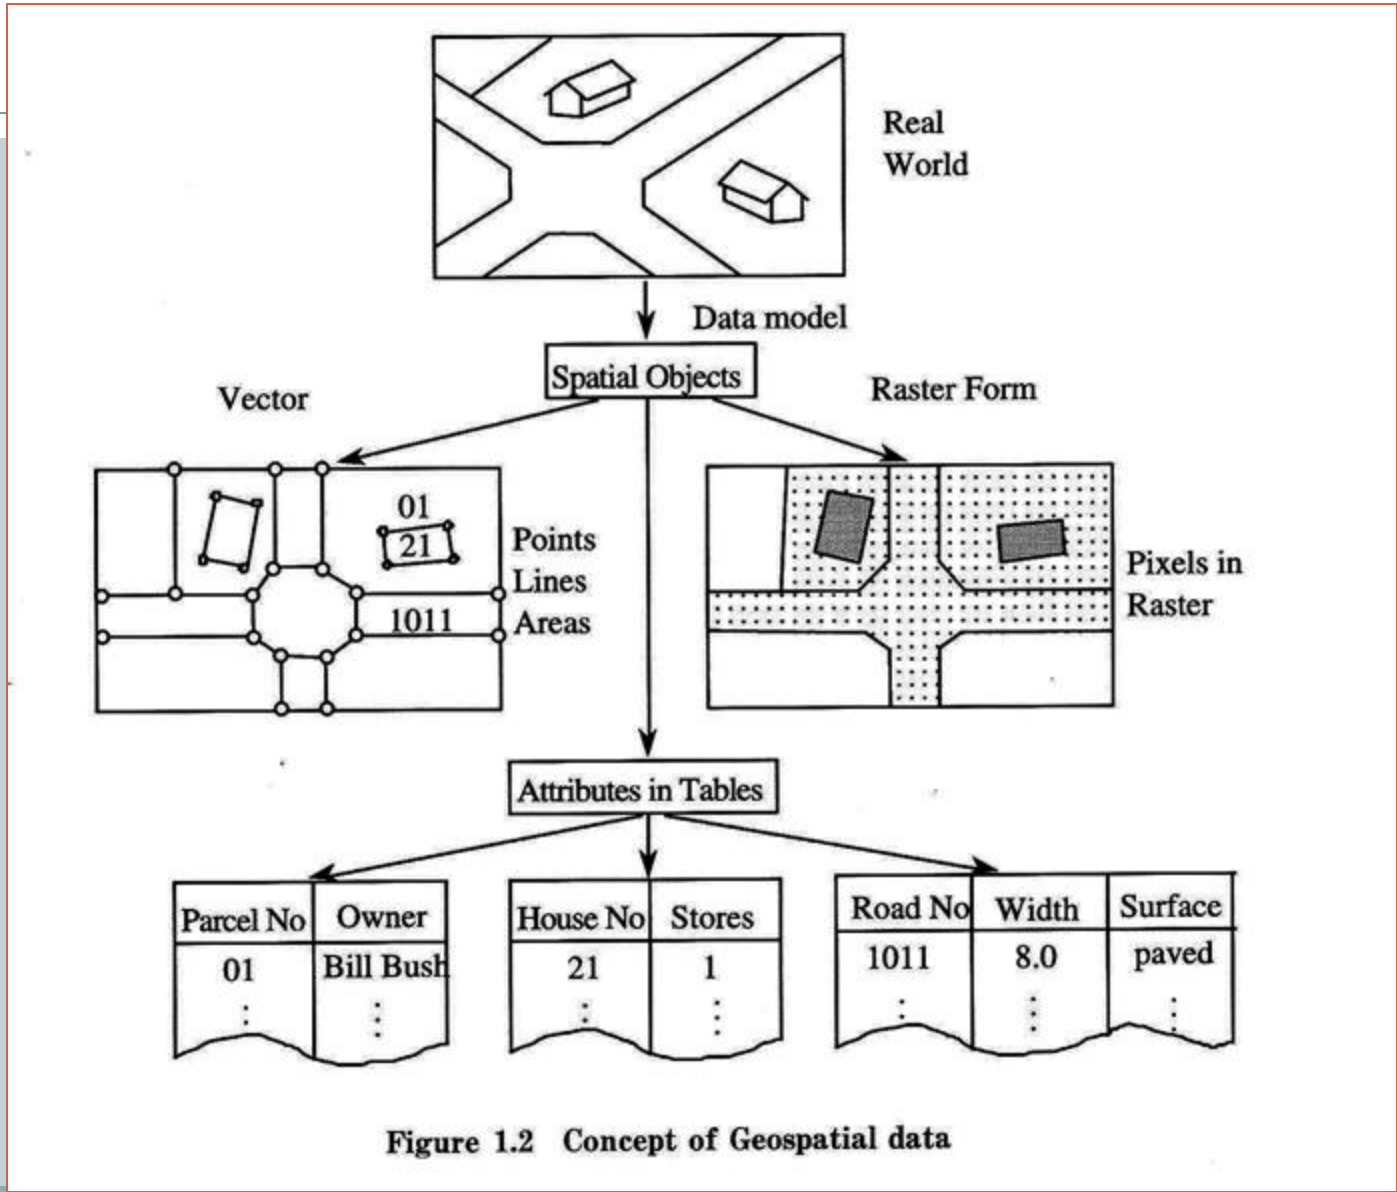 Real
World
Data model
Spatial Objects
Vector
Raster Form
01
21
1011
Points
Lines
Areas
Pixels in
Raster
Attributes in Tables
Parcel No Owner
01 Bill Bush
House No Stores
21 1
Road No Width Surface
1011 8.0 paved
Figure 1.2 Concept of Geospatial data